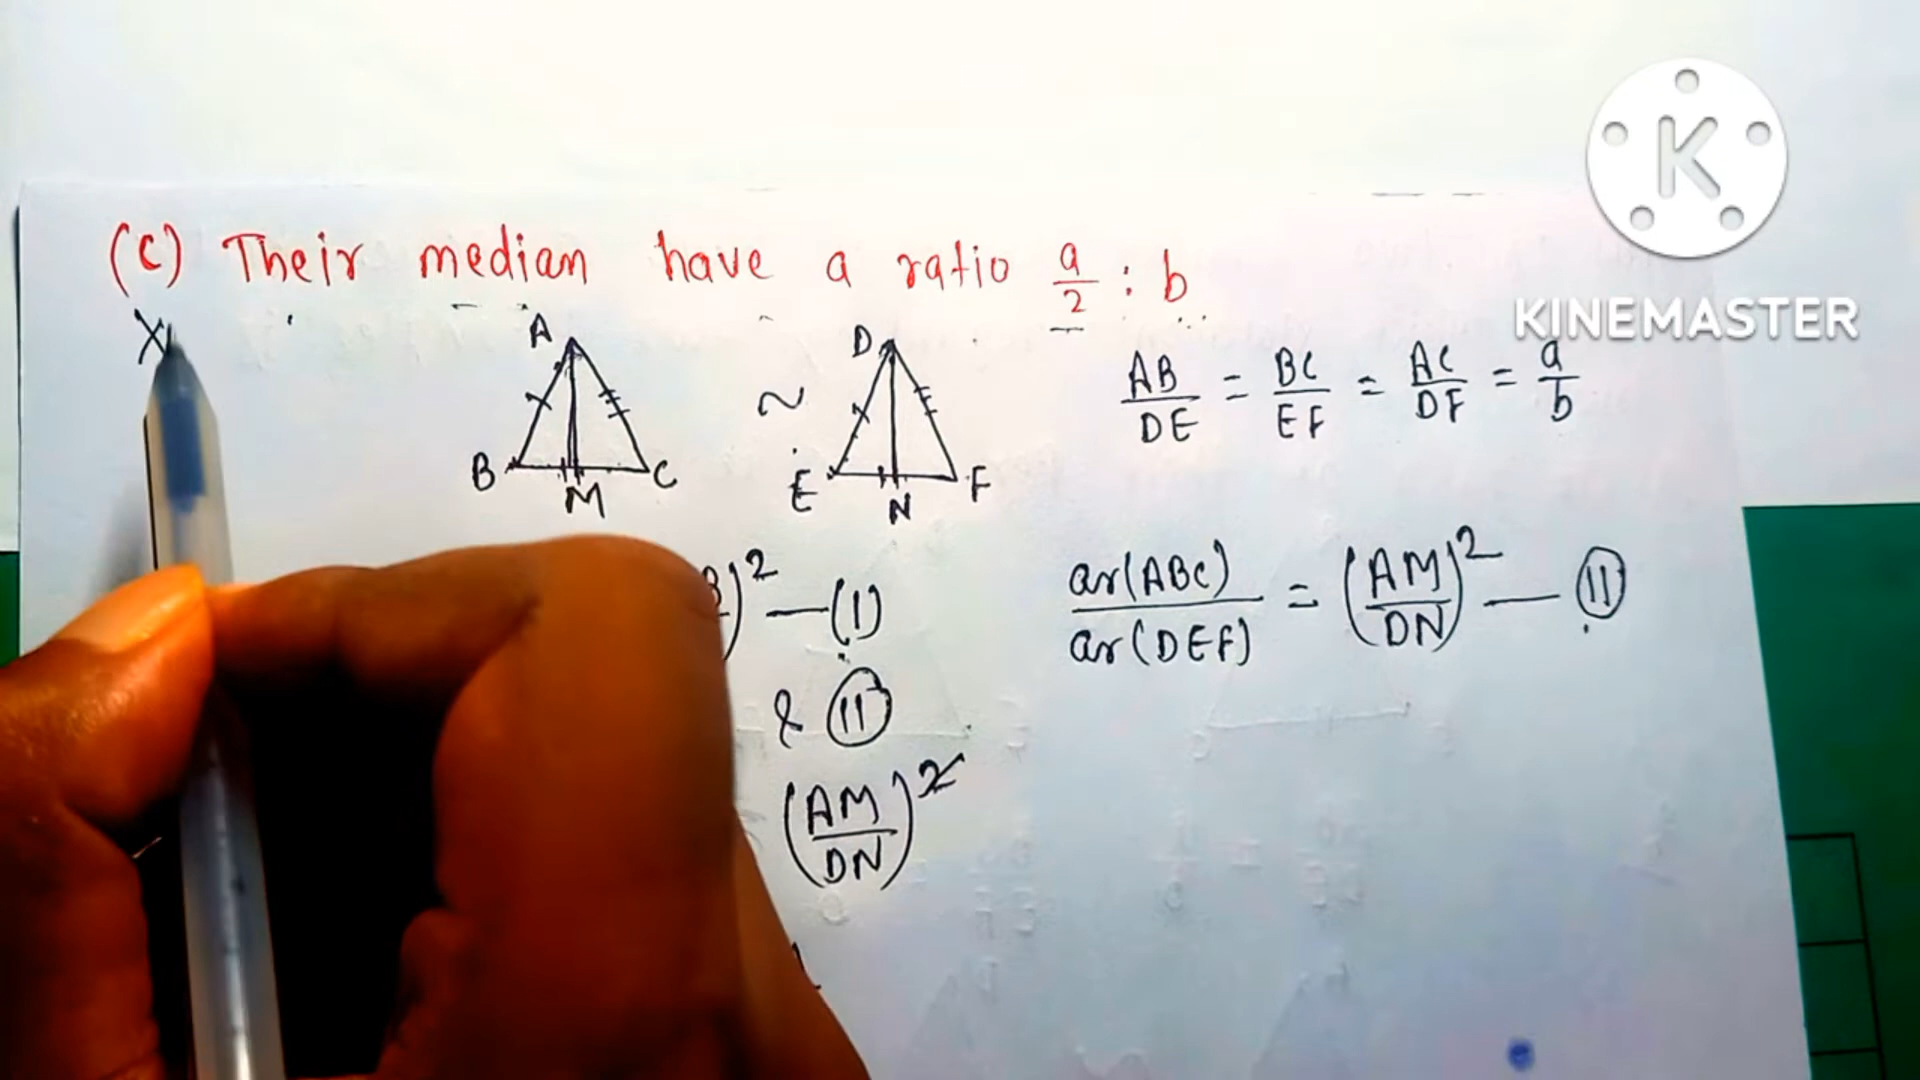 K
KINEMASTER
(C) Their median have a ratio a/2 : b
X
A
B
M
C
~
D
E
N
F
AB/DE = BC/EF = AC/DF = a/b
)² — (I)
ar(ABC)/ar(DEF) = (AM/DN)² — (II)
& (II)
(AM/DN)²